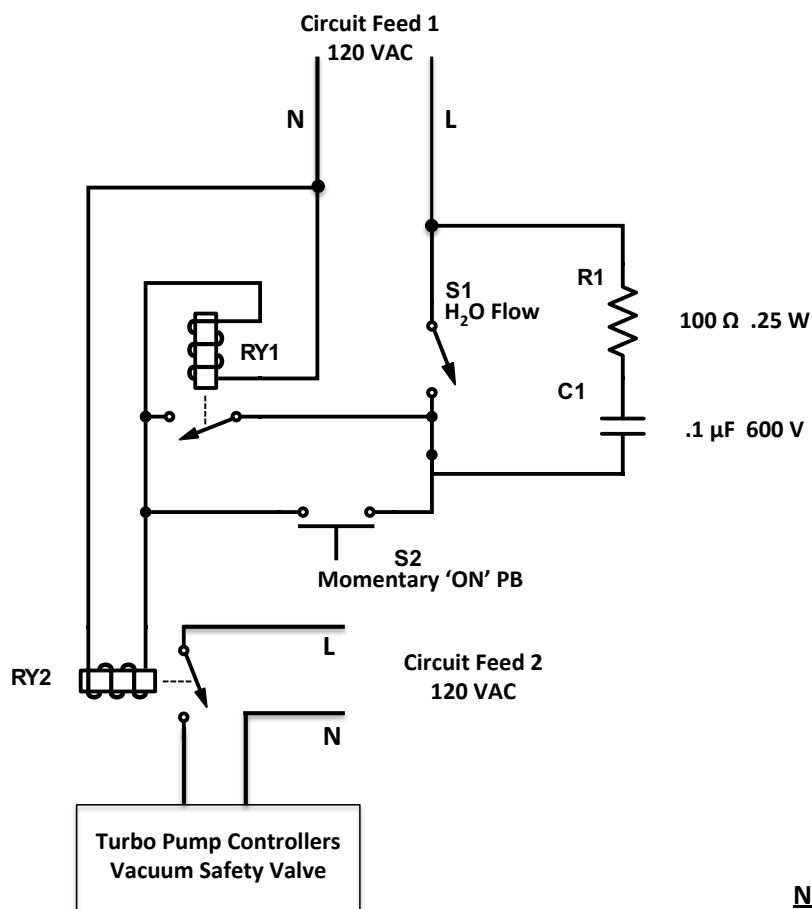 Circuit Feed 1
120 VAC
N
L
S1
H₂O Flow
R1
100 Ω .25 W
RY1
C1
.1 µF 600 V
S2
Momentary ‘ON’ PB
L
Circuit Feed 2
120 VAC
RY2
N
Turbo Pump Controllers
Vacuum Safety Valve
N